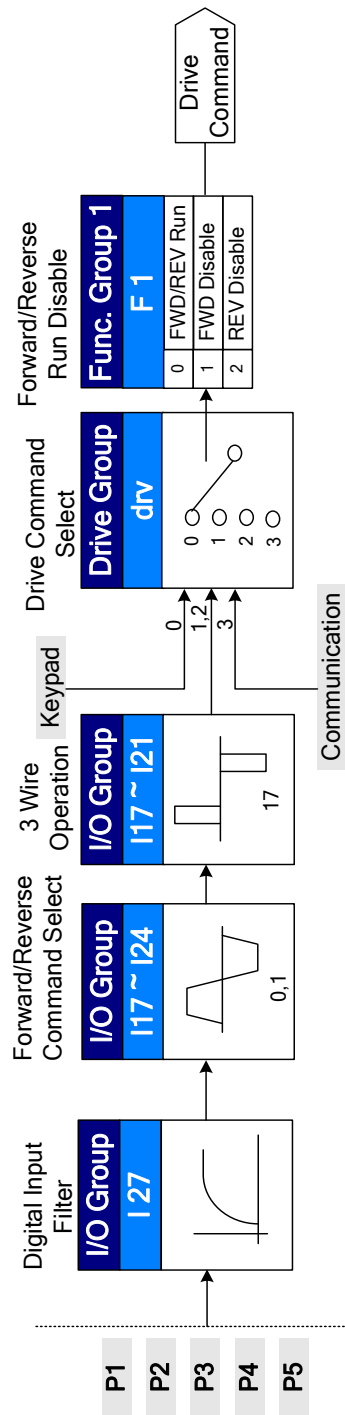 P1
P2
P3
P4
P5
Digital Input
Filter
I/O Group
I 27
Forward/Reverse
Command Select
I/O Group
I17 ~ I24
0,1
3 Wire
Operation
I/O Group
I17 ~ I21
17
Keypad
Communication
0
1,2
3
Drive Command
Select
Drive Group
drv
0
1
2
3
Forward/Reverse
Run Disable
Func. Group 1
F 1
0 FWD/REV Run
1 FWD Disable
2 REV Disable
Drive
Command